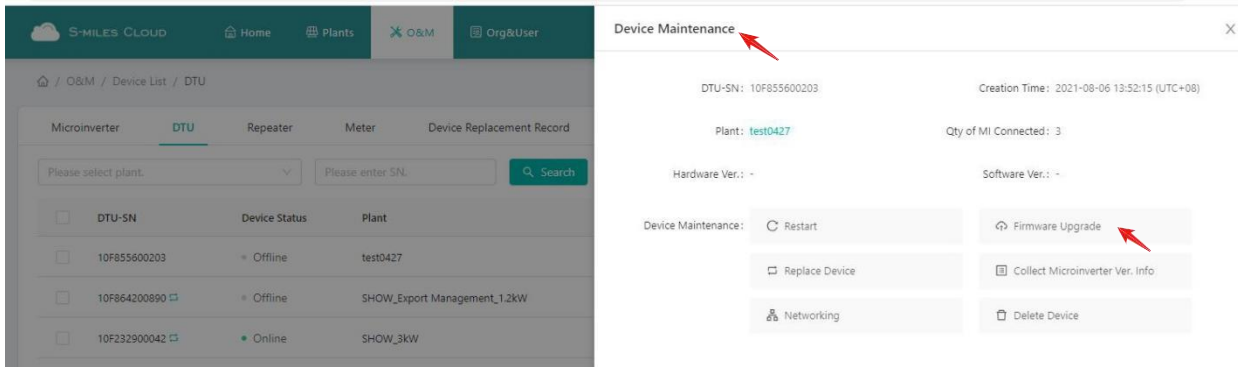 S-MILES CLOUD Home Plants O&M Org&User
/ O&M / Device List / DTU
Microinverter DTU Repeater Meter Device Replacement Record
Please select plant. Please enter SN. Search
DTU-SN Device Status Plant
10F855600203 Offline test0427
10F864200890 Offline SHOW_Export Management_1.2kW
10F232900042 Online SHOW_3kW
Device Maintenance
DTU-SN: 10F855600203 Creation Time: 2021-08-06 13:52:15 (UTC+08)
Plant: test0427 Qty of MI Connected: 3
Hardware Ver.: - Software Ver.: -
Device Maintenance: Restart Firmware Upgrade
Replace Device Collect Microinverter Ver. Info
Networking Delete Device